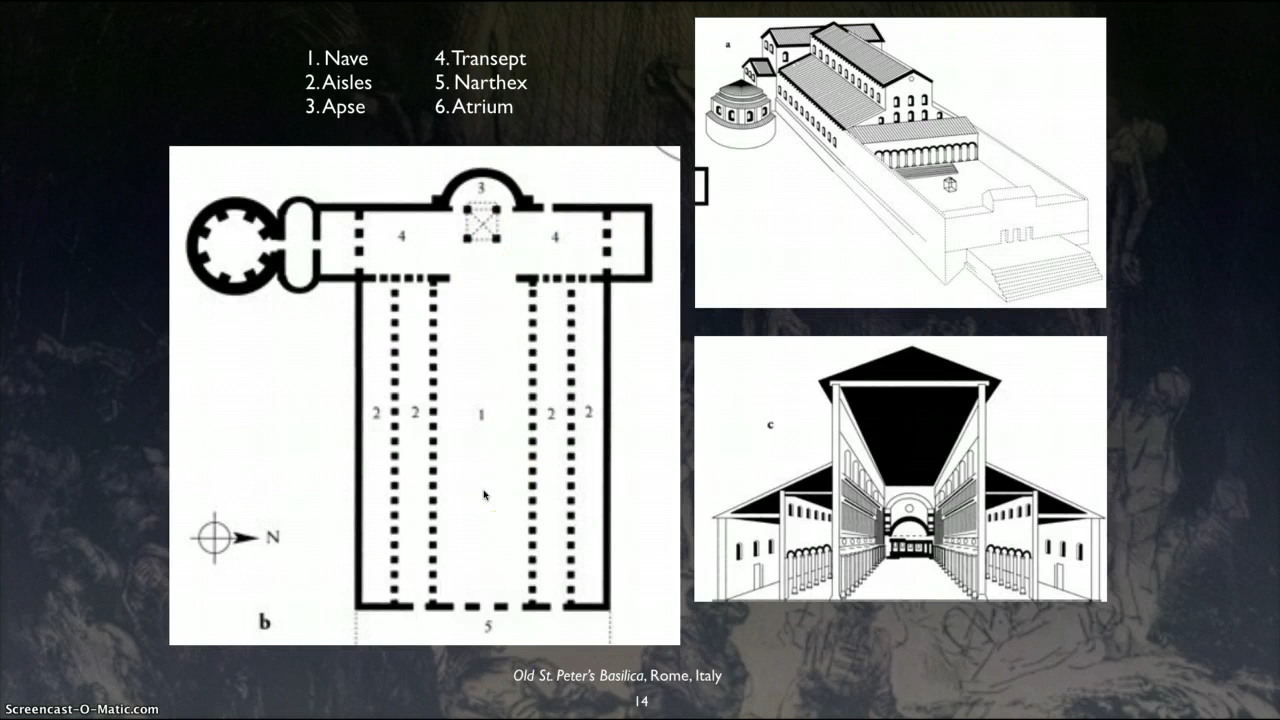 1. Nave
2. Aisles
3. Apse
4. Transept
5. Narthex
6. Atrium
a
3
4 4
2 2 1 2 2
N
b
5
c
Old St. Peter's Basilica, Rome, Italy
14
Screencast-O-Matic.com